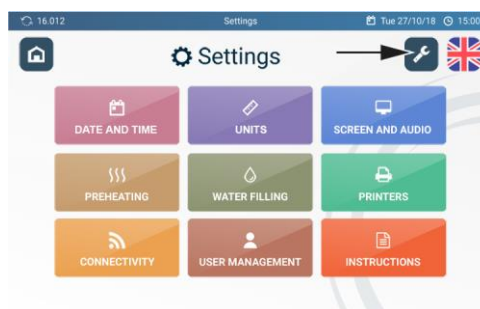 16.012 Settings Tue 27/10/18 15:00
Settings
DATE AND TIME UNITS SCREEN AND AUDIO
PREHEATING WATER FILLING PRINTERS
CONNECTIVITY USER MANAGEMENT INSTRUCTIONS